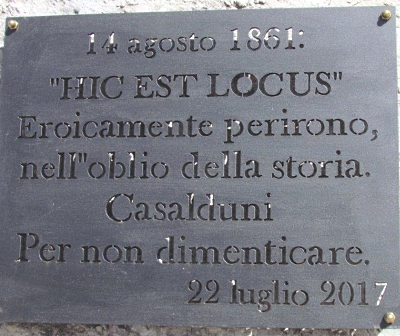 14 agosto 1861:
"HIC EST LOCUS"
Eroicamente perirono,
nell"oblio della storia.
Casalduni
Per non dimenticare.
22 luglio 2017